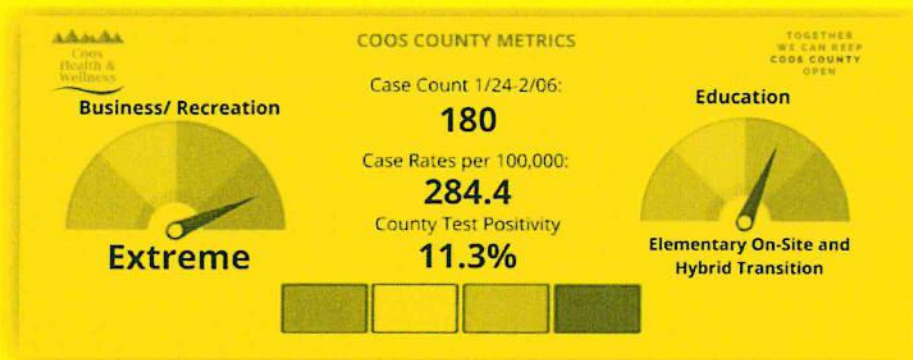 Coos
Health &
Wellness
COOS COUNTY METRICS
TOGETHER
WE CAN KEEP
COOS COUNTY
OPEN
Business/ Recreation
Extreme
Case Count 1/24-2/06:
180
Case Rates per 100,000:
284.4
County Test Positivity
11.3%
Education
Elementary On-Site and
Hybrid Transition